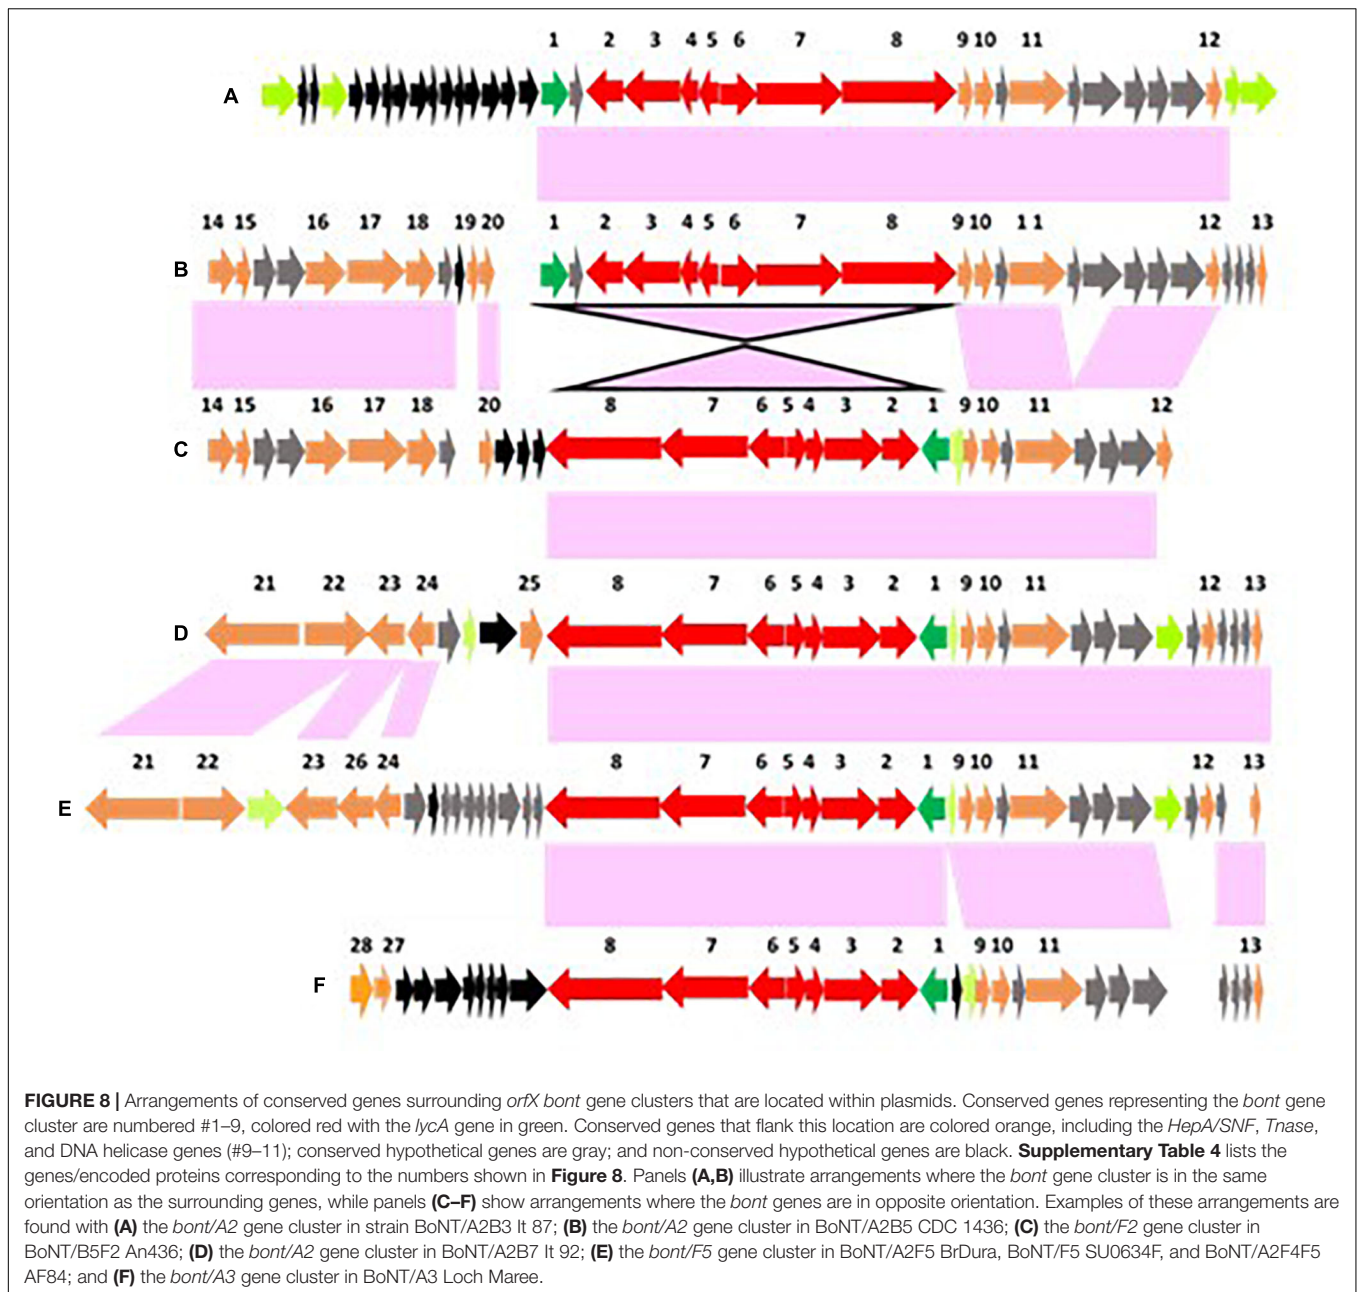 1 2 3 4 5 6 7 8 9 10 11 12
A
14 15 16 17 18 19 20 1 2 3 4 5 6 7 8 9 10 11 12 13
B
14 15 16 17 18 20 8 7 6 5 4 3 2 1 9 10 11 12
C
21 22 23 24 25 8 7 6 5 4 3 2 1 9 10 11 12 13
D
21 22 23 26 24 8 7 6 5 4 3 2 1 9 10 11 12 13
E
28 27 8 7 6 5 4 3 2 1 9 10 11 13
F
FIGURE 8 | Arrangements of conserved genes surrounding orfX bont gene clusters that are located within plasmids. Conserved genes representing the bont gene
cluster are numbered #1–9, colored red with the lycA gene in green. Conserved genes that flank this location are colored orange, including the HepA/SNF, Tnase,
and DNA helicase genes (#9–11); conserved hypothetical genes are gray; and non-conserved hypothetical genes are black. Supplementary Table 4 lists the
genes/encoded proteins corresponding to the numbers shown in Figure 8. Panels (A,B) illustrate arrangements where the bont gene cluster is in the same
orientation as the surrounding genes, while panels (C–F) show arrangements where the bont genes are in opposite orientation. Examples of these arrangements are
found with (A) the bont/A2 gene cluster in strain BoNT/A2B3 It 87; (B) the bont/A2 gene cluster in BoNT/A2B5 CDC 1436; (C) the bont/F2 gene cluster in
BoNT/B5F2 An436; (D) the bont/A2 gene cluster in BoNT/A2B7 It 92; (E) the bont/F5 gene cluster in BoNT/A2F5 BrDura, BoNT/F5 SU0634F, and BoNT/A2F4F5
AF84; and (F) the bont/A3 gene cluster in BoNT/A3 Loch Maree.